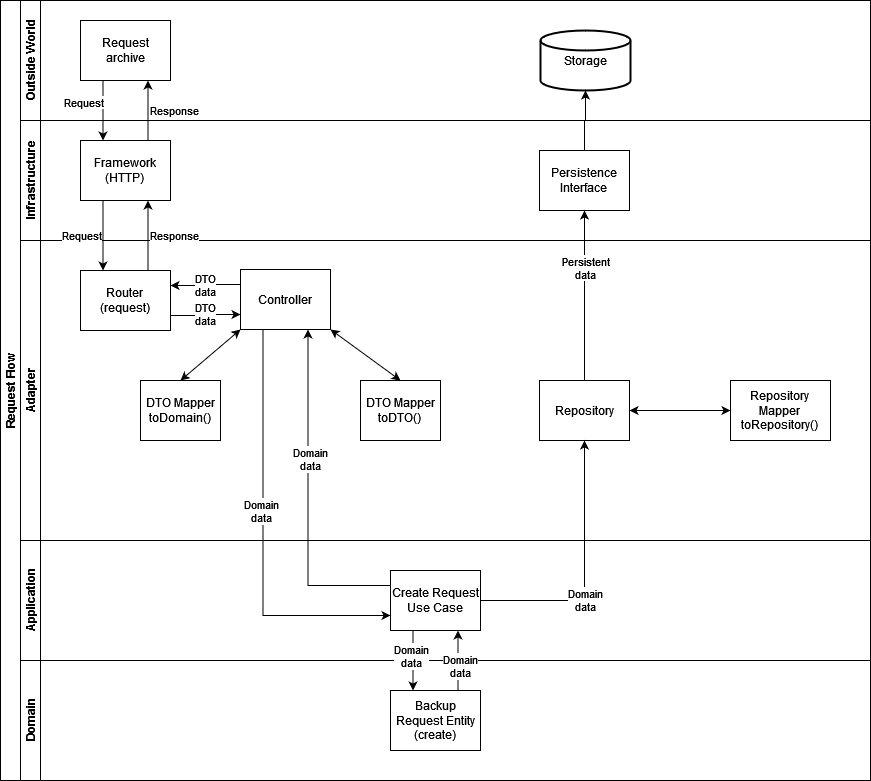 Request Flow
Outside World
Request
archive
Storage
Request
Response
Infrastructure
Framework
(HTTP)
Persistence
Interface
Request
Response
Adapter
Router
(request)
DTO
data
DTO
data
Controller
Persistent
data
DTO Mapper
toDomain()
DTO Mapper
toDTO()
Repository
Repository
Mapper
toRepository()
Domain
data
Domain
data
Application
Create Request
Use Case
Domain
data
Domain
data
Domain
data
Domain
Backup
Request Entity
(create)